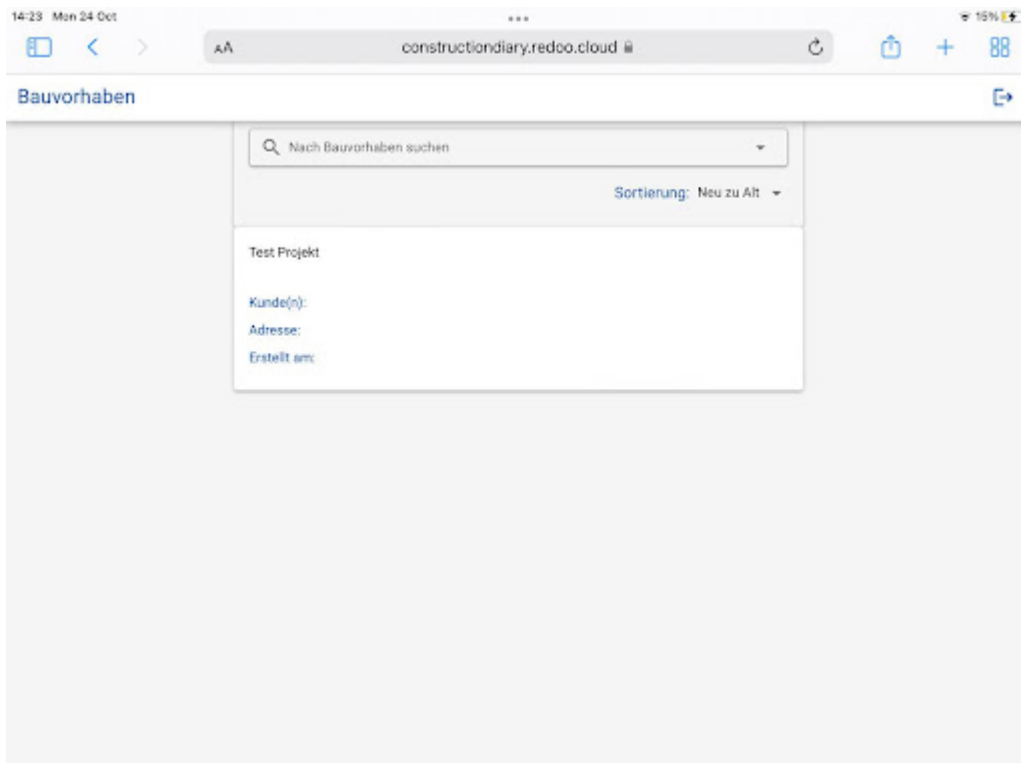 14:23 Mon 24 Oct
15%
AA
constructiondiary.redoo.cloud
Bauvorhaben
Nach Bauvorhaben suchen
Sortierung: Neu zu Alt
Test Projekt
Kunde(n):
Adresse:
Erstellt am: